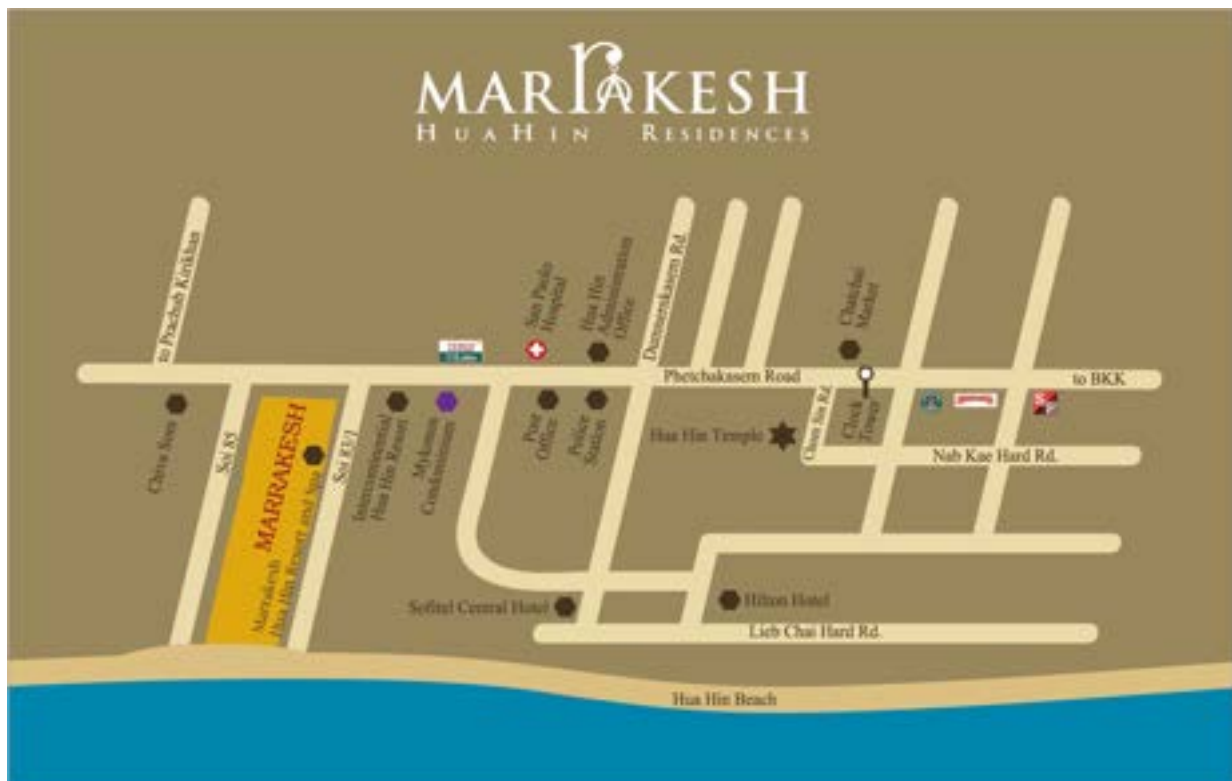 MARRAKESH
HUAHIN RESIDENCES
to Prachub Kirikhan
San Paolo
Hospital
Hua Hin
Administration
Office
Damnernkasem Rd.
Chatchai
Market
Phetchakasem Road
to BKK
Chiva Som
Soi 85
MARRAKESH
Marrakesh
Hua Hin Resort and Spa
Soi 83/1
Intercontinental
Hua Hin Resort
Mykonos
Condominium
Post
Office
Police
Station
Hua Hin Temple
Chom Sin Rd.
Clock
Tower
Nab Kae Hard Rd.
Sofitel Central Hotel
Hilton Hotel
Lieb Chai Hard Rd.
Hua Hin Beach